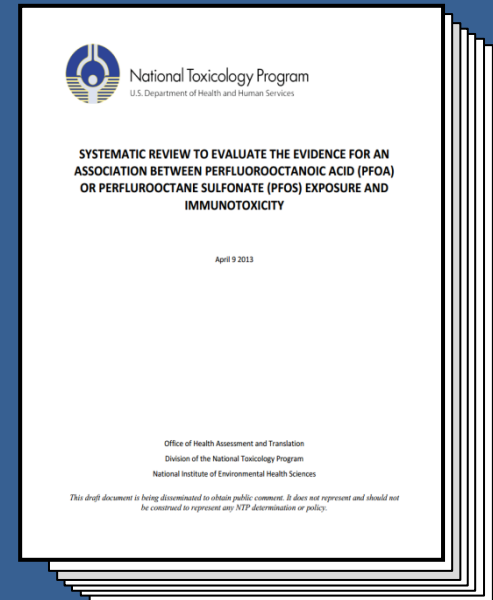 National Toxicology Program
U.S. Department of Health and Human Services
SYSTEMATIC REVIEW TO EVALUATE THE EVIDENCE FOR AN
ASSOCIATION BETWEEN PERFLUOROOCTANOIC ACID (PFOA)
OR PERFLUROOCTANE SULFONATE (PFOS) EXPOSURE AND
IMMUNOTOXICITY
April 9 2013
Office of Health Assessment and Translation
Division of the National Toxicology Program
National Institute of Environmental Health Sciences
This draft document is being disseminated to obtain public comment. It does not represent and should not
be construed to represent any NTP determination or policy.